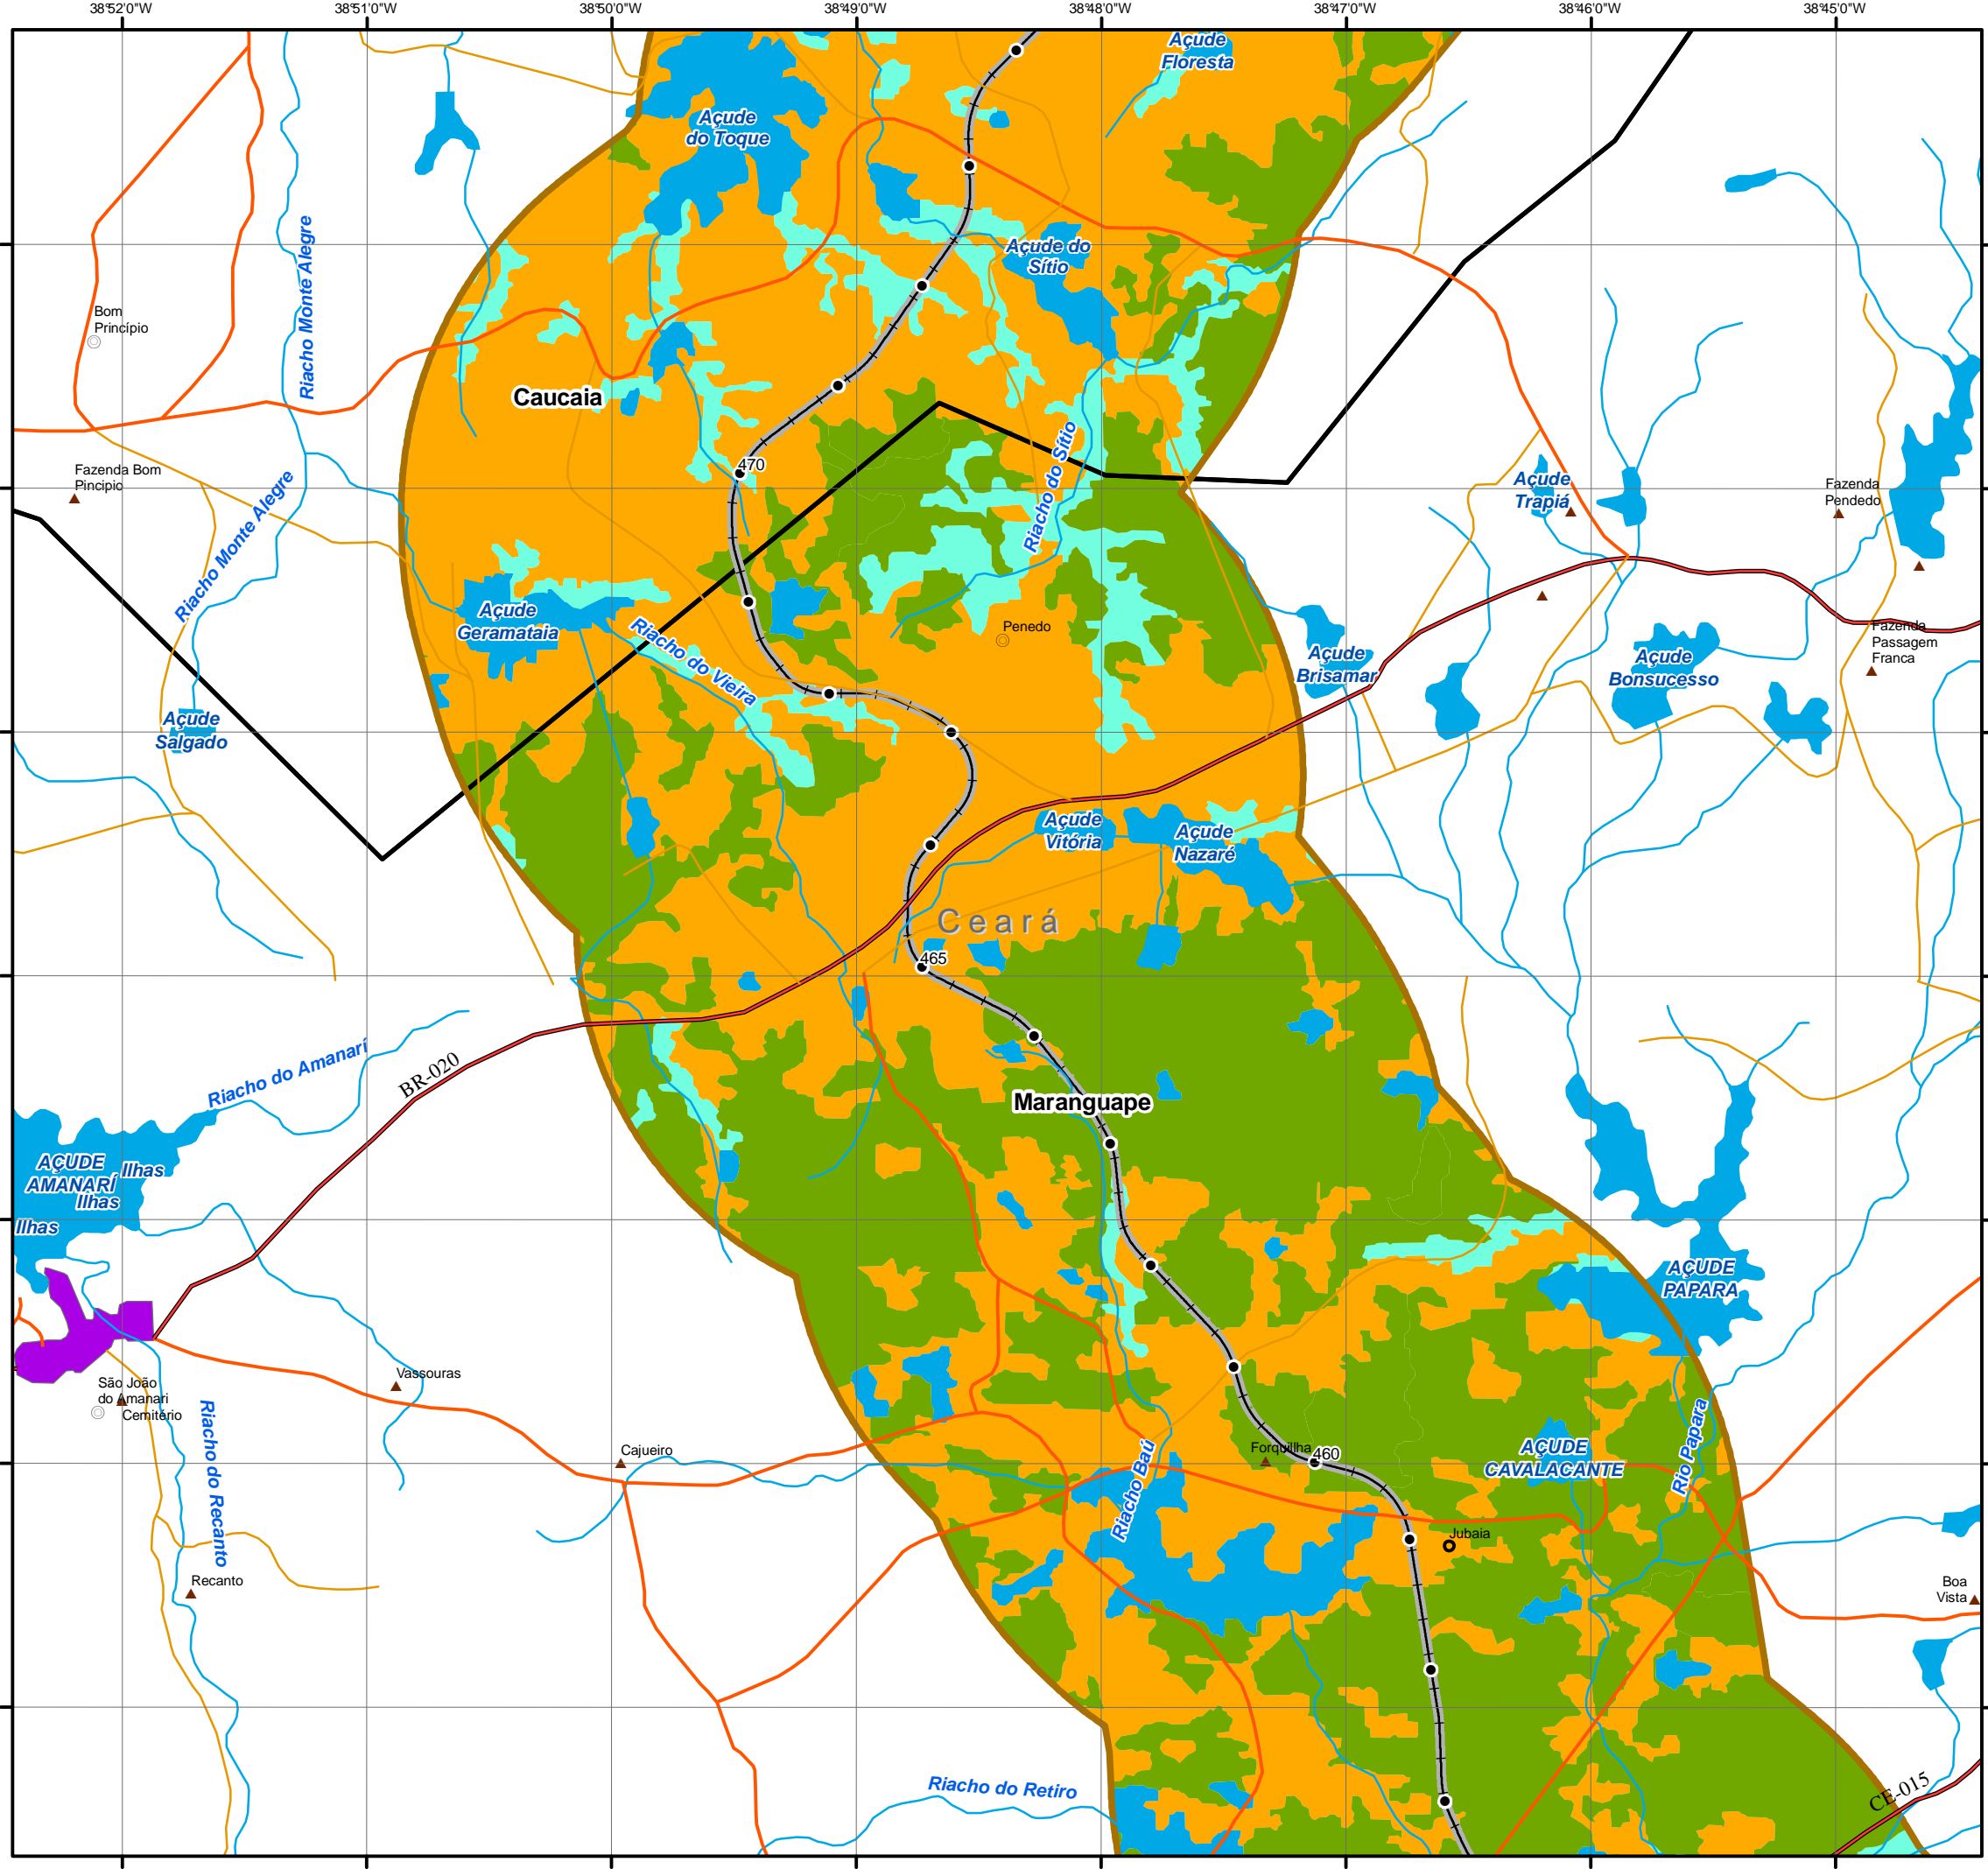 38°52'0"W
38°51'0"W
38°50'0"W
38°49'0"W
38°48'0"W
38°47'0"W
38°46'0"W
38°45'0"W
Açude
Floresta
Açude
do Toque
Riacho Monte Alegre
Açude do
Sítio
Bom
Princípio
Caucaia
470
Fazenda Bom
Pincipio
Riacho Monte Alegre
Riacho do Sítio
Açude
Trapiá
Fazenda
Pendedo
Açude
Geramataia
Riacho do Vieira
Penedo
Açude
Brisamar
Açude
Bonsucesso
Fazenda
Passagem
Franca
Açude
Salgado
Açude
Vitória
Açude
Nazaré
Ceará
465
Riacho do Amanarí
BR-020
Maranguape
AÇUDE
AMANARÍ
Ilhas
Ilhas
Ilhas
AÇUDE
PAPARA
São João
do Amanari
Cemitério
Vassouras
Riacho do Recanto
Cajueiro
Riacho Baú
Forquilha
460
AÇUDE
CAVALACANTE
Rio Papara
Jubaia
Recanto
Boa
Vista
Riacho do Retiro
CE-015